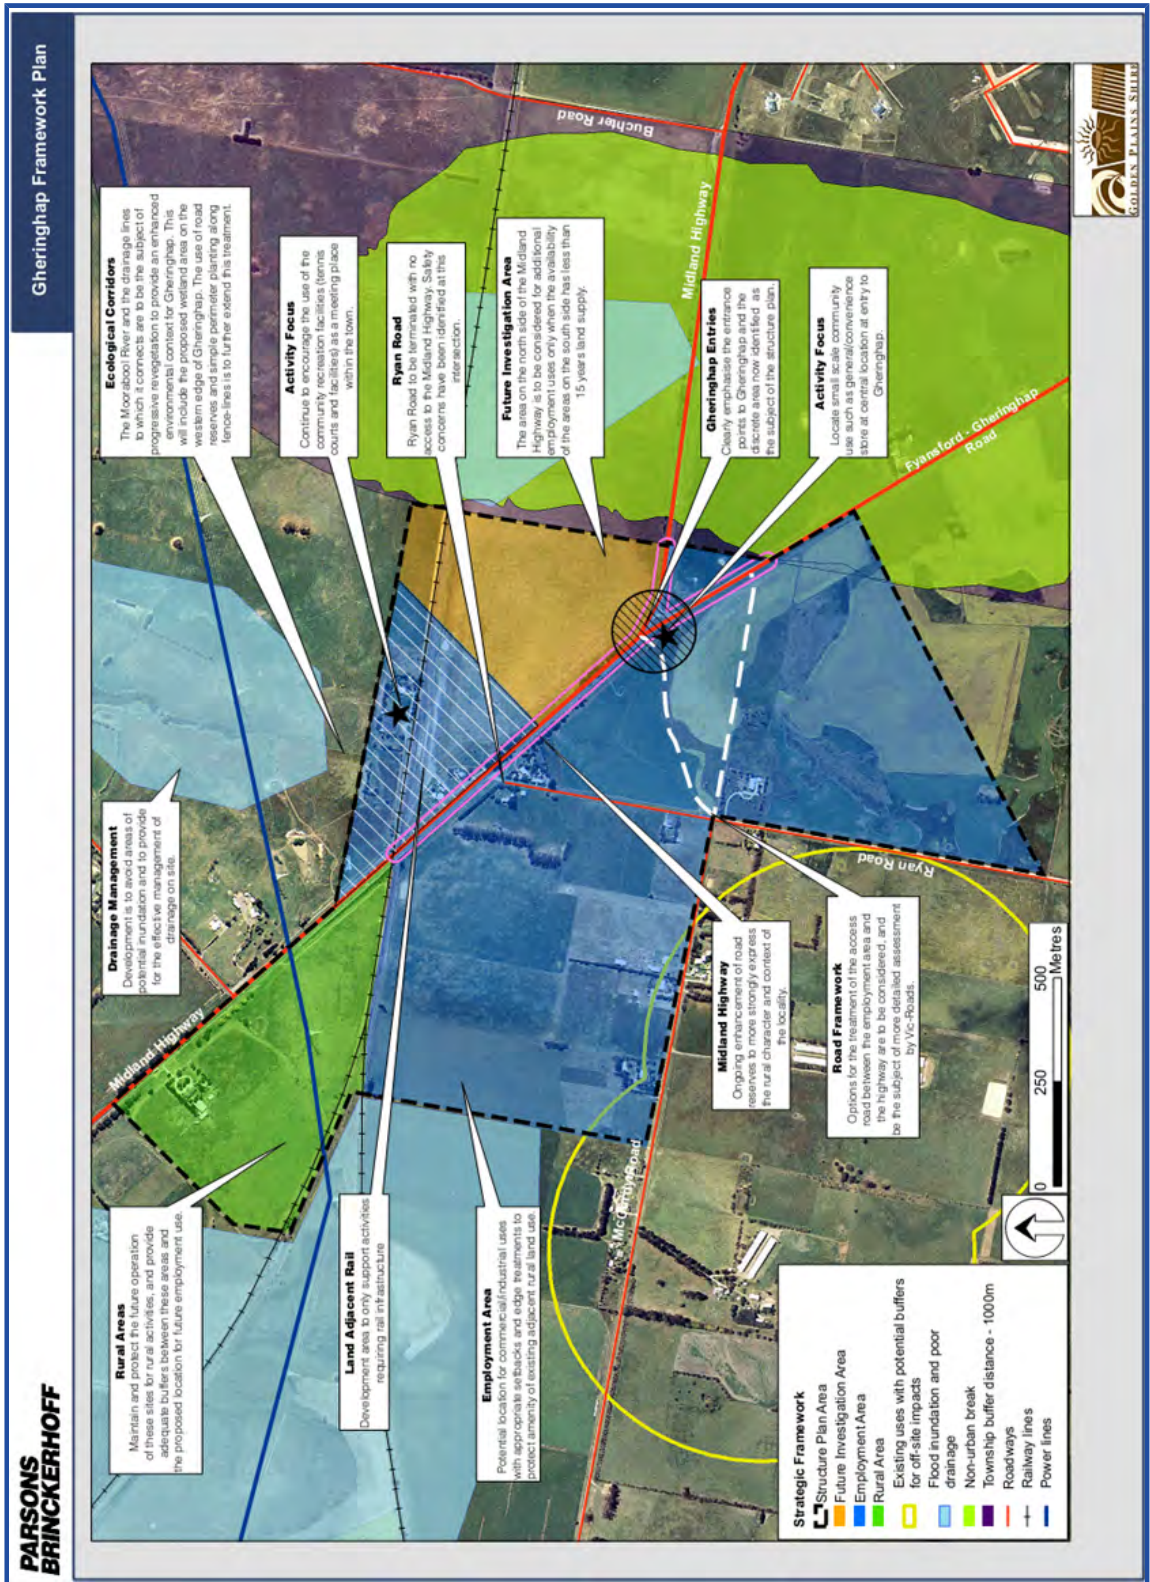 PARSONS
BRINCKERHOFF
Gheringhap Framework Plan
Rural Areas
Maintain and protect the future operation
of these sites for rural activities, and provide
adequate buffers between these areas and
the proposed location for future employment use.
Drainage Management
Development is to avoid areas of
potential inundation and to provide
for the effective management of
drainage on site.
Ecological Corridors
The Moorabool River and the drainage lines
to which it connects are to be the subject of
progressive revegetation to provide an enhanced
environmental context for Gheringhap. This
will include the proposed wetland area on the
western edge of Gheringhap. The use of road
reserves and simple perimeter planting along
fence-lines is to further extend this treatment.
Activity Focus
Continue to encourage the use of the
community recreation facilities (tennis
courts and facilities) as a meeting place
within the town.
Ryan Road
Ryan Road to be terminated with no
access to the Midland Highway. Safety
concerns have been identified at this
intersection.
Future Investigation Area
The area on the north side of the Midland
Highway is to be considered for additional
employment uses only when the availability
of the areas on the south side has less than
15 years land supply.
Gheringhap Entries
Clearly emphasise the entrance
points to Gheringhap and the
discrete area now identified as
the subject of the structure plan.
Activity Focus
Locate small scale community
use such as general/convenience
store at central location at entry to
Gheringhap.
Land Adjacent Rail
Development area to only support activities
requiring rail infrastructure
Employment Area
Potential location for commercial/industrial uses
with appropriate setbacks and edge treatments to
protect amenity of existing adjacent rural land use.
Midland Highway
Ongoing enhancement of road
reserves to more strongly express
the rural character and context of
the locality.
Road Framework
Options for the treatment of the access
road between the employment area and
the highway are to be considered, and
be the subject of more detailed assessment
by Vic-Roads.
Midland Highway
Buchter Road
Midland Highway
Fyansford - Gheringhap
Road
Ryan Road
McCurdy Road
Strategic Framework
Structure Plan Area
Future Investigation Area
Employment Area
Rural Area
Existing uses with potential buffers
for off-site impacts
Flood inundation and poor
drainage
Non-urban break
Township buffer distance - 1000m
Roadways
Railway lines
Power lines
0
250
500
Metres
GOLDEN PLAINS SHIRE